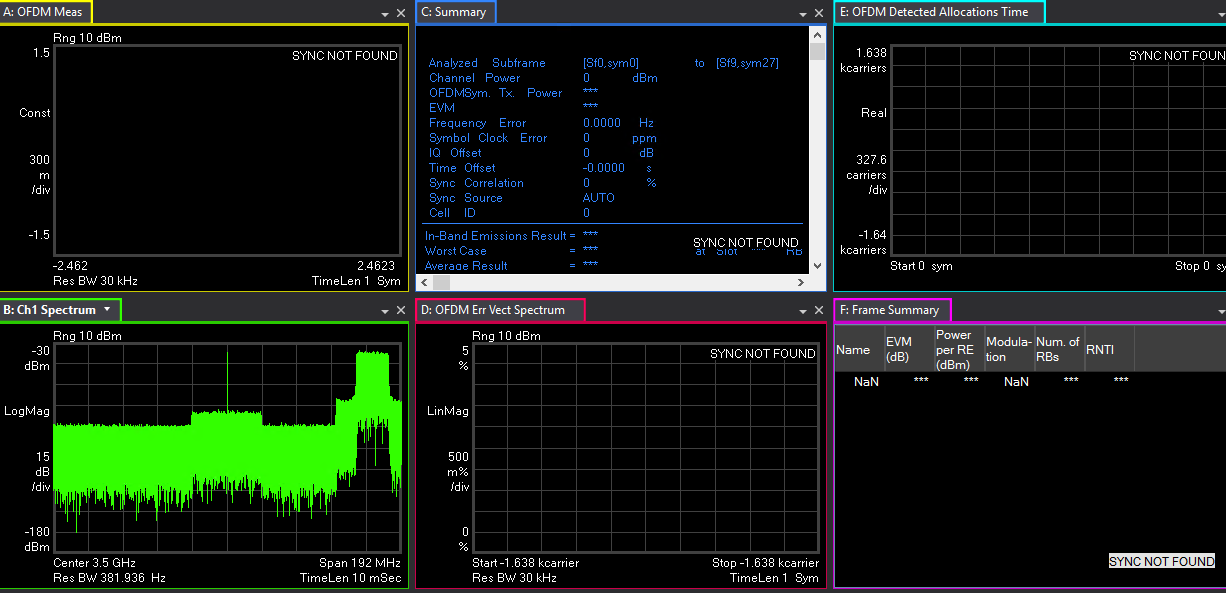 A: OFDM Meas
Rng 10 dBm
1.5
SYNC NOT FOUND
Const
300
m
/div
-1.5
-2.462
2.4623
Res BW 30 kHz
TimeLen 1 Sym
C: Summary
Analyzed Subframe [Sf0,sym0] to [Sf9,sym27]
Channel Power 0 dBm
OFDMSym. Tx. Power ***
EVM ***
Frequency Error 0.0000 Hz
Symbol Clock Error 0 ppm
IQ Offset 0 dB
Time Offset -0.0000 s
Sync Correlation 0 %
Sync Source AUTO
Cell ID 0
In-Band Emissions Result = ***
SYNC NOT FOUND
Worst Case = *** at Slot *** RB
Average Result = ***
E: OFDM Detected Allocations Time
1.638
kcarriers
SYNC NOT FOUN
Real
327.6
carriers
/div
-1.64
kcarriers
Start 0 sym
Stop 0 sy
B: Ch1 Spectrum
Rng 10 dBm
-30
dBm
LogMag
15
dB
/div
-180
dBm
Center 3.5 GHz
Span 192 MHz
Res BW 381.936 Hz
TimeLen 10 mSec
D: OFDM Err Vect Spectrum
Rng 10 dBm
5
%
SYNC NOT FOUND
LinMag
500
m%
/div
0
%
Start -1.638 kcarrier
Stop -1.638 kcarrier
Res BW 30 kHz
TimeLen 1 Sym
F: Frame Summary
Name
EVM
(dB)
Power
per RE
(dBm)
Modula-
tion
Num. of
RBs
RNTI
NaN *** *** NaN *** ***
SYNC NOT FOUND